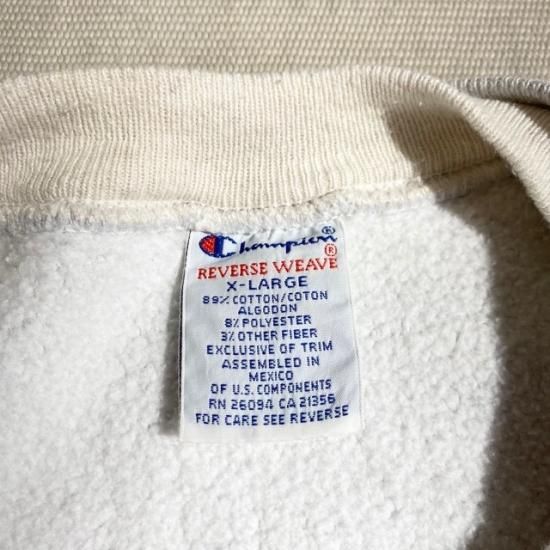 Champion®
REVERSE WEAVE®
X-LARGE
89% COTTON/COTON
ALGODON
8% POLYESTER
3% OTHER FIBER
EXCLUSIVE OF TRIM
ASSEMBLED IN
MEXICO
OF U.S. COMPONENTS
RN 26094 CA 21356
FOR CARE SEE REVERSE